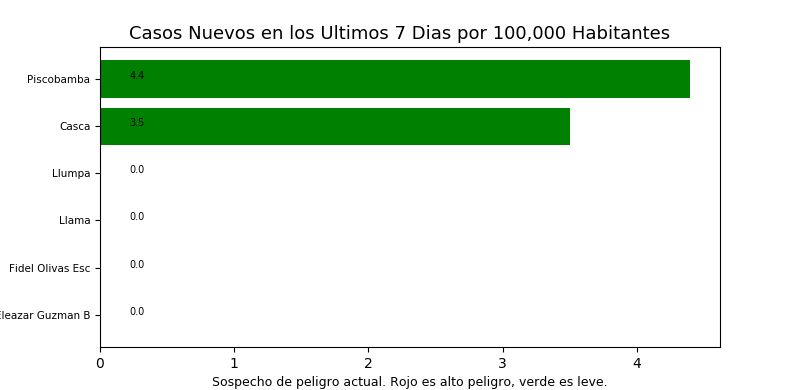 Casos Nuevos en los Ultimos 7 Dias por 100,000 Habitantes
Piscobamba 4.4
Casca 3.5
Llumpa 0.0
Llama 0.0
Fidel Olivas Esc 0.0
Eleazar Guzman B 0.0
0 1 2 3 4
Sospecho de peligro actual. Rojo es alto peligro, verde es leve.